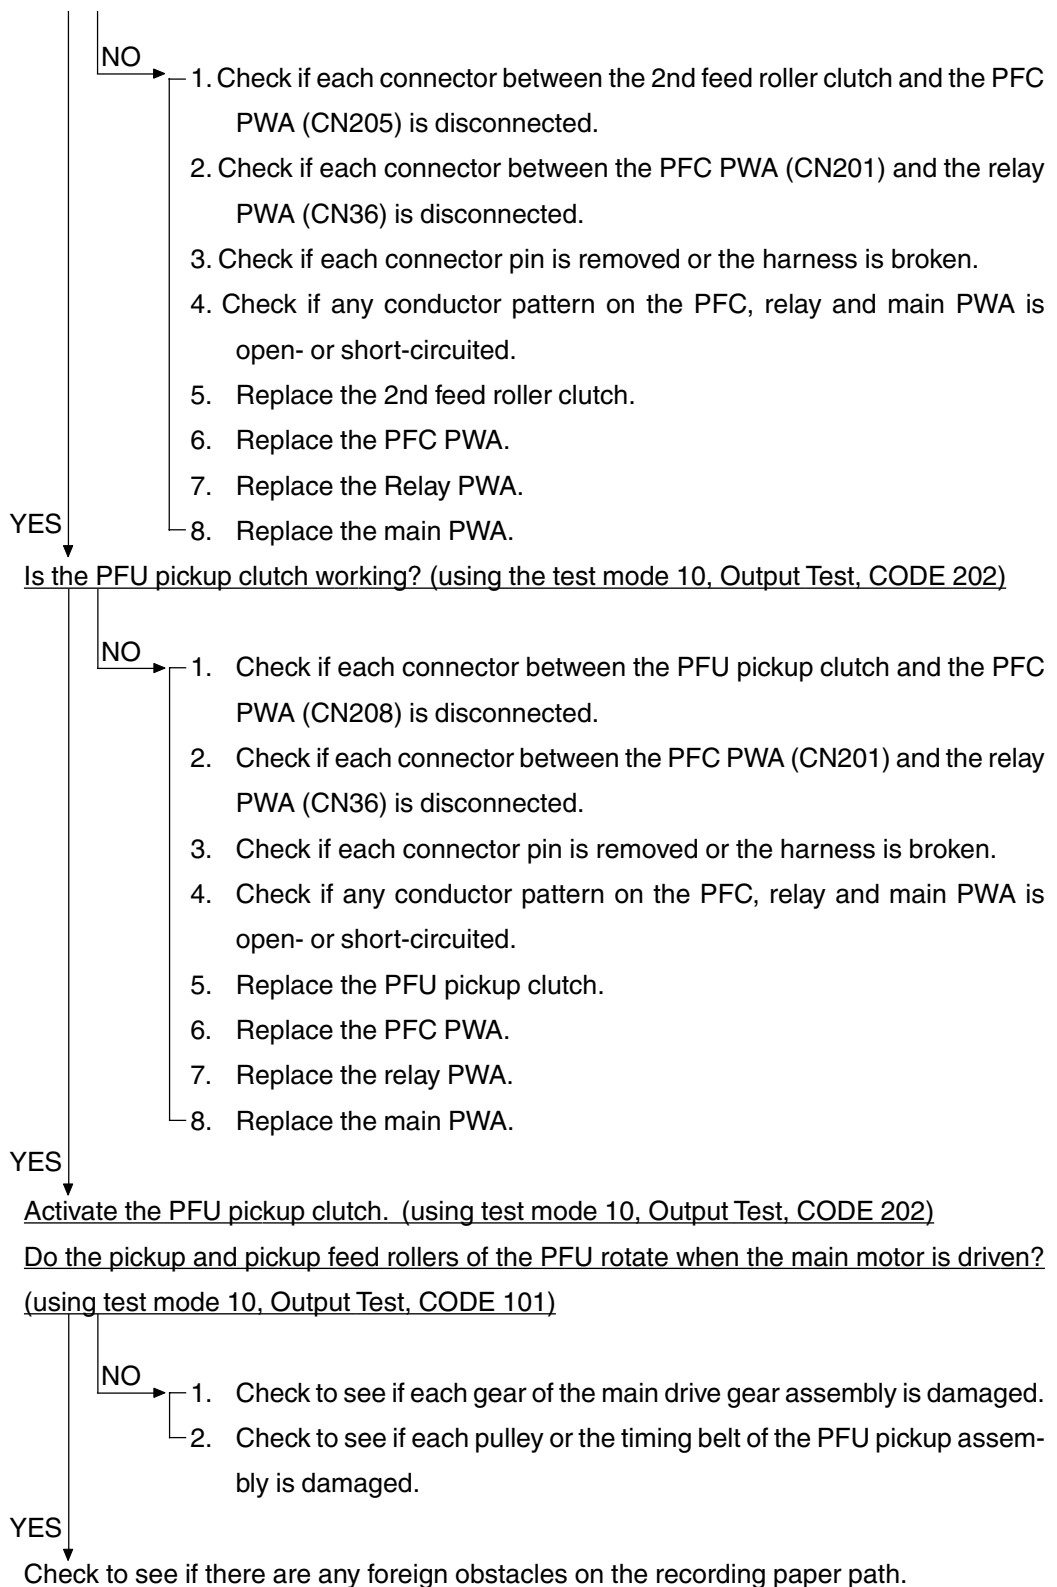 NO
1. Check if each connector between the 2nd feed roller clutch and the PFC
PWA (CN205) is disconnected.
2. Check if each connector between the PFC PWA (CN201) and the relay
PWA (CN36) is disconnected.
3. Check if each connector pin is removed or the harness is broken.
4. Check if any conductor pattern on the PFC, relay and main PWA is
open- or short-circuited.
5. Replace the 2nd feed roller clutch.
6. Replace the PFC PWA.
7. Replace the Relay PWA.
8. Replace the main PWA.
YES
Is the PFU pickup clutch working? (using the test mode 10, Output Test, CODE 202)
NO
1. Check if each connector between the PFU pickup clutch and the PFC
PWA (CN208) is disconnected.
2. Check if each connector between the PFC PWA (CN201) and the relay
PWA (CN36) is disconnected.
3. Check if each connector pin is removed or the harness is broken.
4. Check if any conductor pattern on the PFC, relay and main PWA is
open- or short-circuited.
5. Replace the PFU pickup clutch.
6. Replace the PFC PWA.
7. Replace the relay PWA.
8. Replace the main PWA.
YES
Activate the PFU pickup clutch. (using test mode 10, Output Test, CODE 202)
Do the pickup and pickup feed rollers of the PFU rotate when the main motor is driven?
(using test mode 10, Output Test, CODE 101)
NO
1. Check to see if each gear of the main drive gear assembly is damaged.
2. Check to see if each pulley or the timing belt of the PFU pickup assem-
bly is damaged.
YES
Check to see if there are any foreign obstacles on the recording paper path.